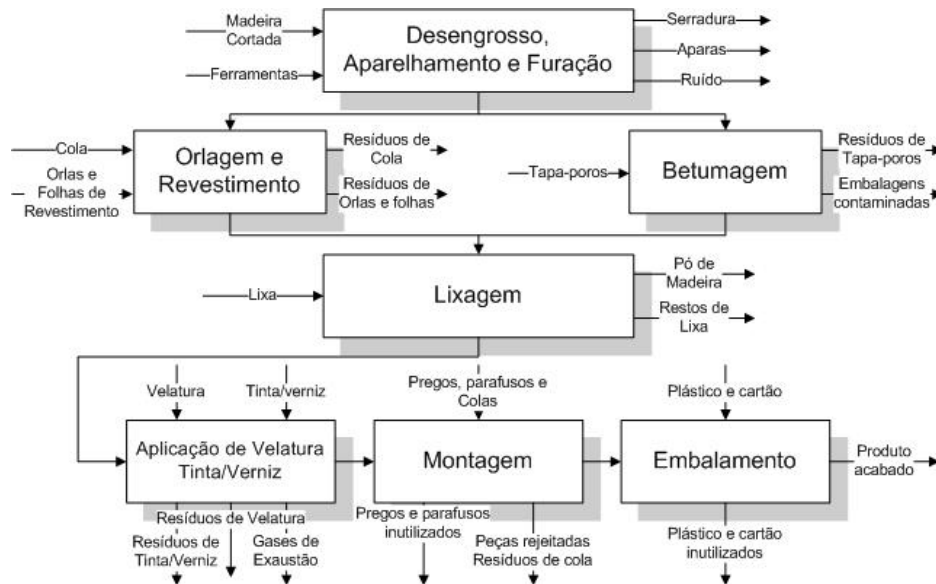 Madeira
Cortada
Ferramentas
Desengrosso,
Aparelhamento e Furação
Serradura
Aparas
Ruído
Cola
Orlas e
Folhas de
Revestimento
Orlagem e
Revestimento
Resíduos de
Cola
Resíduos de
Orlas e folhas
Tapa-poros
Betumagem
Resíduos de
Tapa-poros
Embalagens
contaminadas
Lixa
Lixagem
Pó de
Madeira
Restos de
Lixa
Velatura
Tinta/verniz
Pregos, parafusos e
Colas
Plástico e cartão
Aplicação de Velatura
Tinta/Verniz
Montagem
Embalamento
Produto
acabado
Resíduos de Velatura
Resíduos de
Tinta/Verniz
Gases de
Exaustão
Pregos e parafusos
inutilizados
Peças rejeitadas
Resíduos de cola
Plástico e cartão
inutilizados